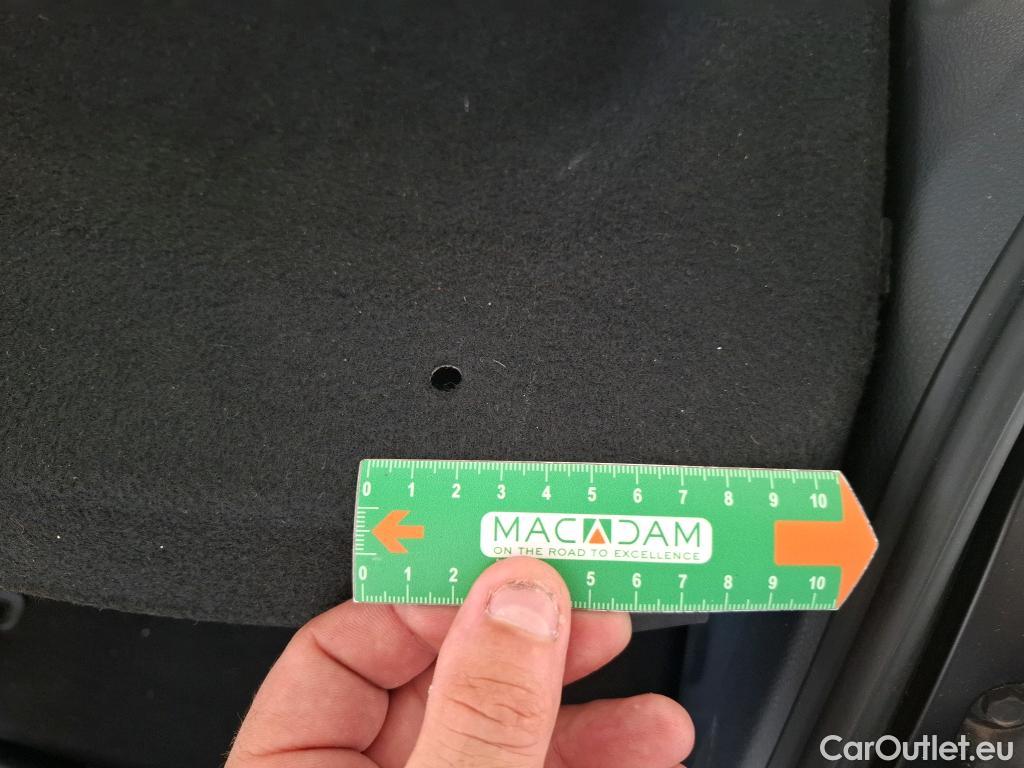 0 1 2 3 4 5 6 7 8 9 10
MACADAM
ON THE ROAD TO EXCELLENCE
0 1 2 5 6 7 8 9 10
CarOutlet.eu